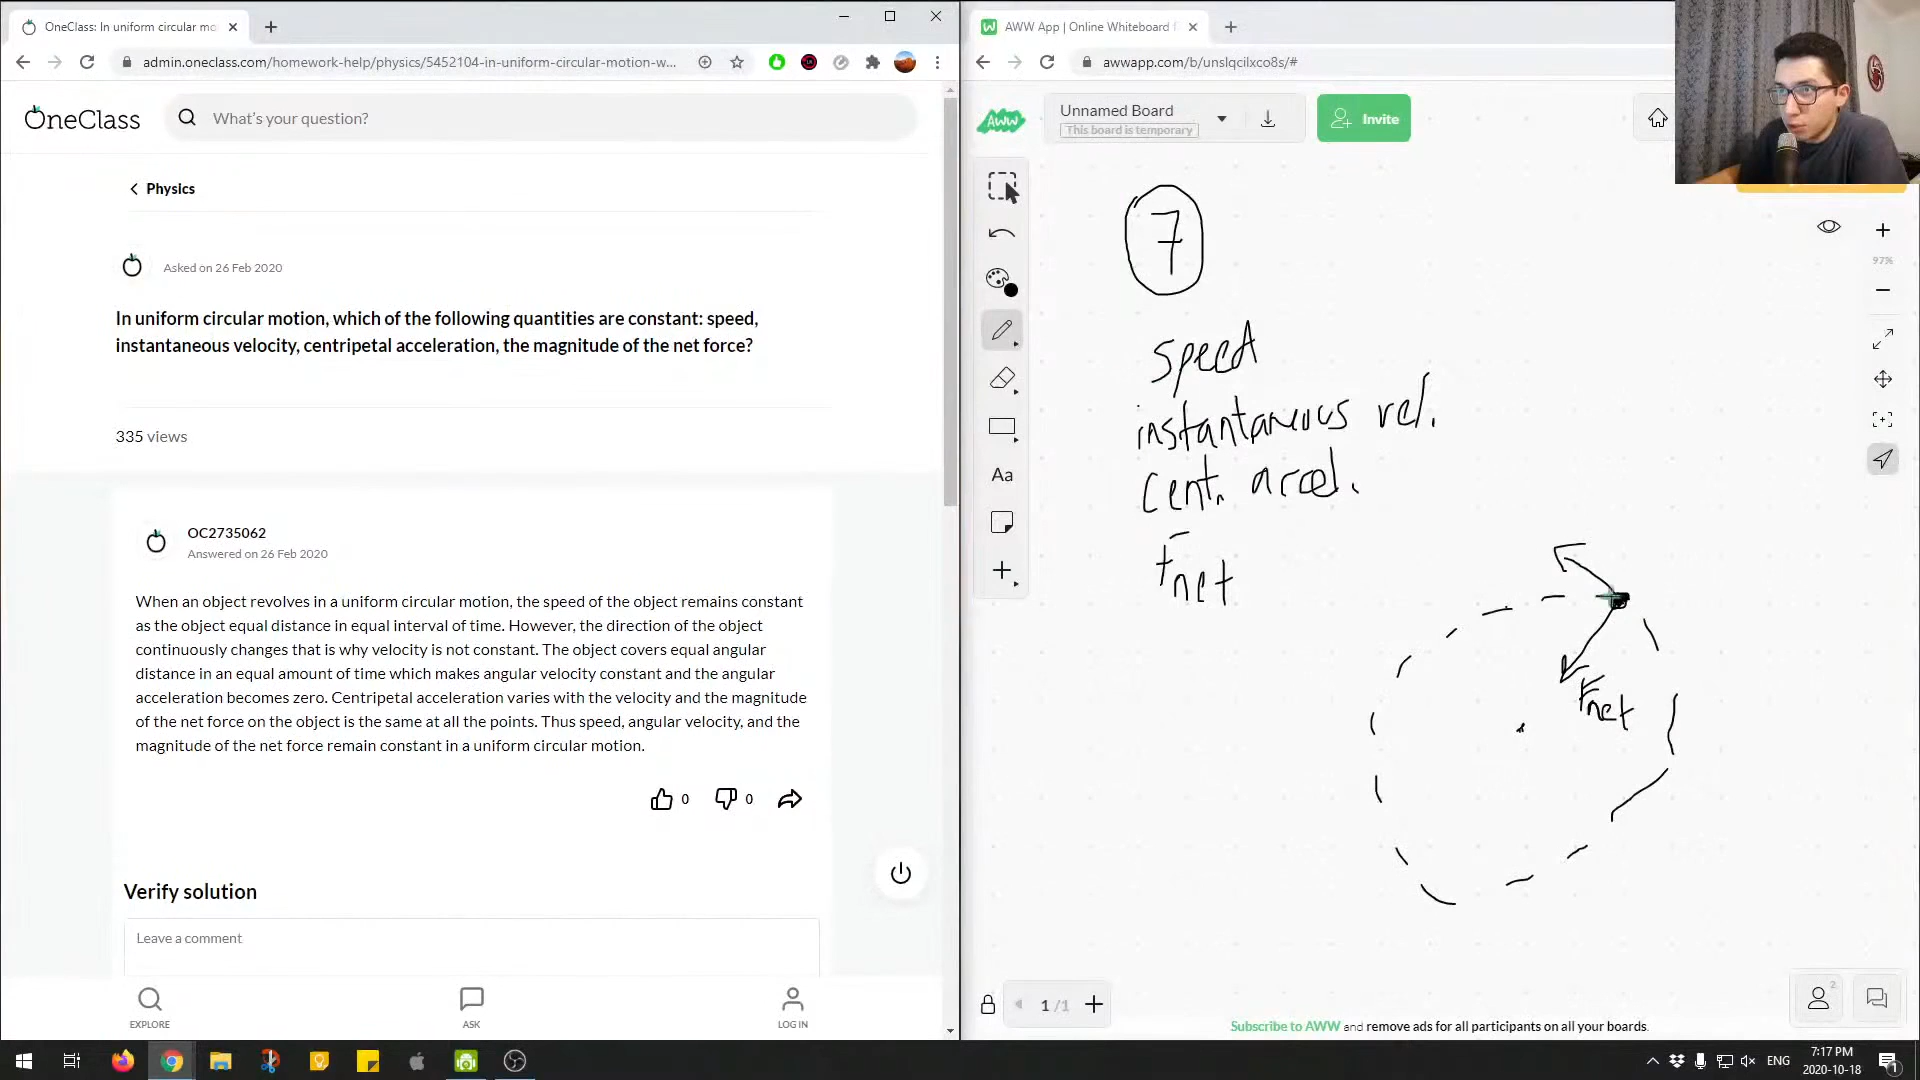 OneClass: In uniform circular mo
admin.oneclass.com/homework-help/physics/5452104-in-uniform-circular-motion-w...
OneClass
What's your question?
Physics
Asked on 26 Feb 2020
In uniform circular motion, which of the following quantities are constant: speed,
instantaneous velocity, centripetal acceleration, the magnitude of the net force?
335 views
OC2735062
Answered on 26 Feb 2020
When an object revolves in a uniform circular motion, the speed of the object remains constant
as the object equal distance in equal interval of time. However, the direction of the object
continuously changes that is why velocity is not constant. The object covers equal angular
distance in an equal amount of time which makes angular velocity constant and the angular
acceleration becomes zero. Centripetal acceleration varies with the velocity and the magnitude
of the net force on the object is the same at all the points. Thus speed, angular velocity, and the
magnitude of the net force remain constant in a uniform circular motion.
0
0
Verify solution
Leave a comment
EXPLORE
ASK
LOG IN
AWW App | Online Whiteboard f
awwapp.com/b/unslqcilxco8s/#
AWW
Unnamed Board
This board is temporary
Invite
97%
Aa
7
speed
instantaneous vel.
cent. accel.
Fnet
Fnet
1/1
2
Subscribe to AWW and remove ads for all participants on all your boards.
ENG
7:17 PM
2020-10-18
1